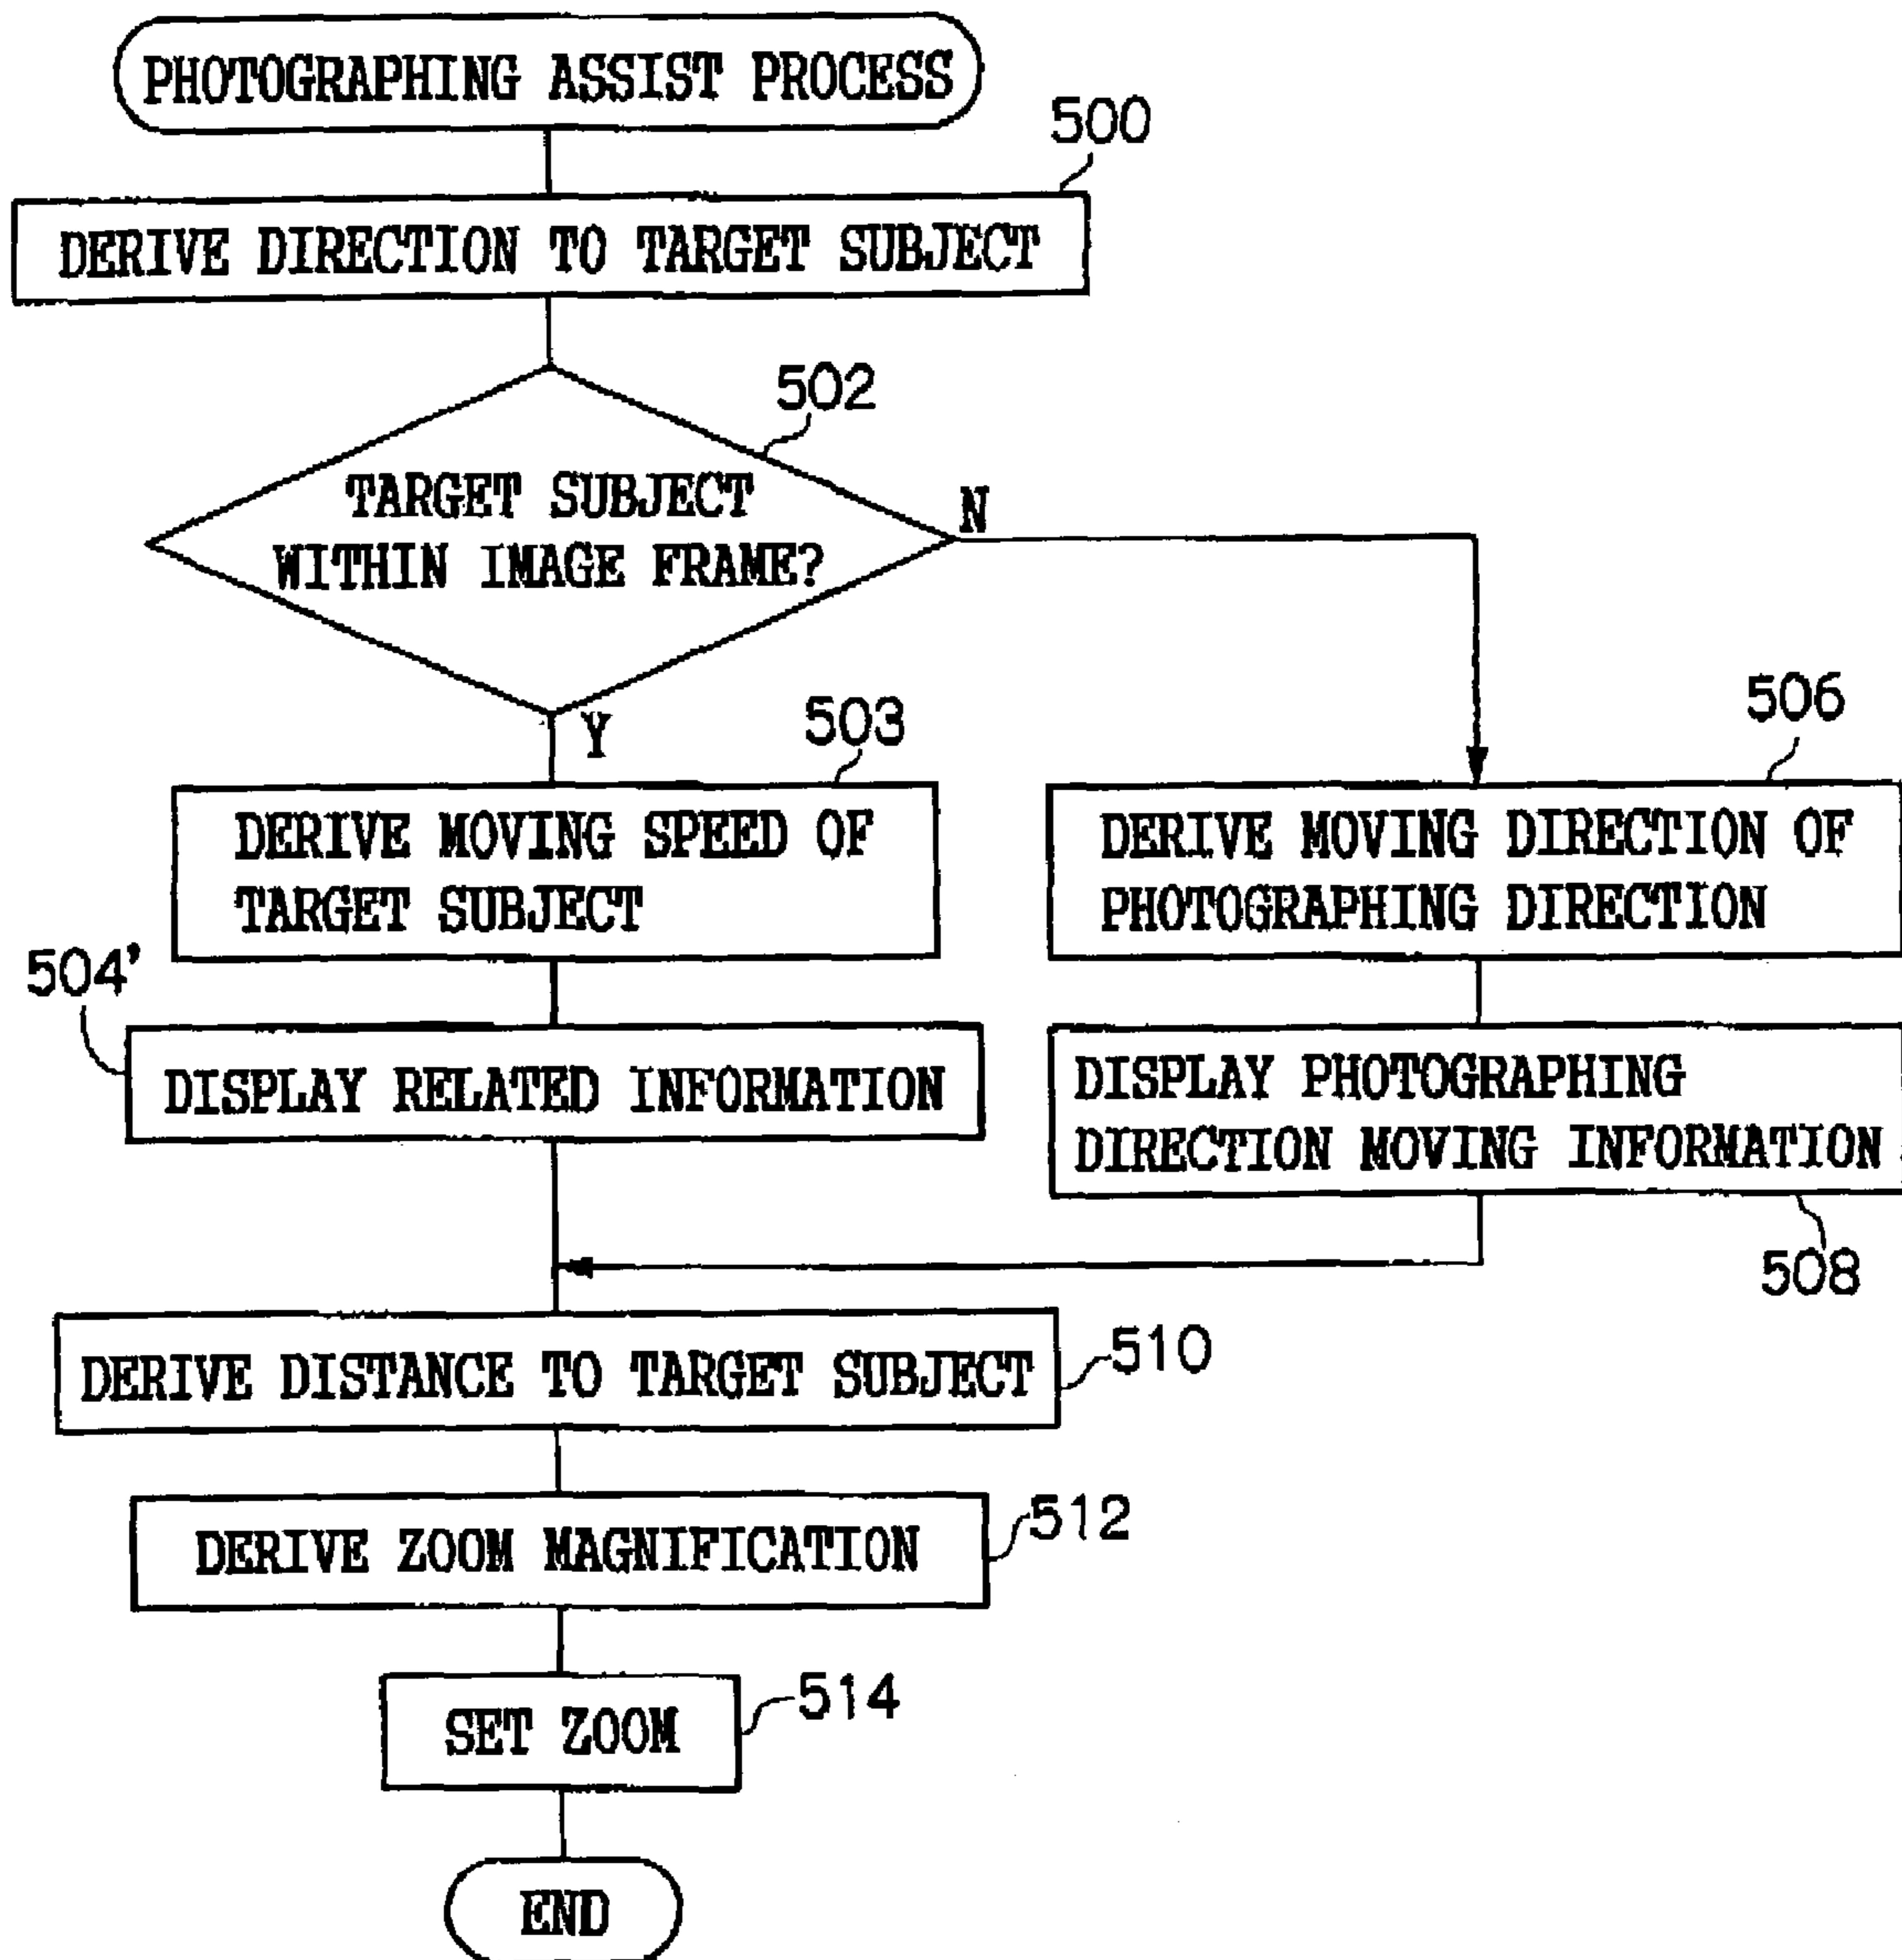 PHOTOGRAPHING ASSIST PROCESS
500
DERIVE DIRECTION TO TARGET SUBJECT
502
TARGET SUBJECT
WITHIN IMAGE FRAME?
N
Y
503
DERIVE MOVING SPEED OF
TARGET SUBJECT
504'
DISPLAY RELATED INFORMATION
506
DERIVE MOVING DIRECTION OF
PHOTOGRAPHING DIRECTION
DISPLAY PHOTOGRAPHING
DIRECTION MOVING INFORMATION
508
DERIVE DISTANCE TO TARGET SUBJECT
510
DERIVE ZOOM MAGNIFICATION
512
SET ZOOM
514
END